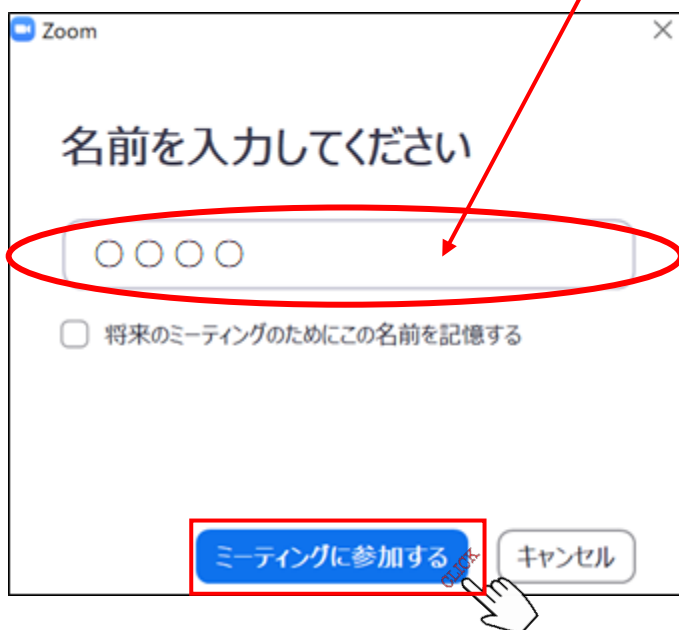 Zoom
名前を入力してください
〇〇〇〇
将来のミーティングのためにこの名前を記憶する
ミーティングに参加する
CLICK
キャンセル